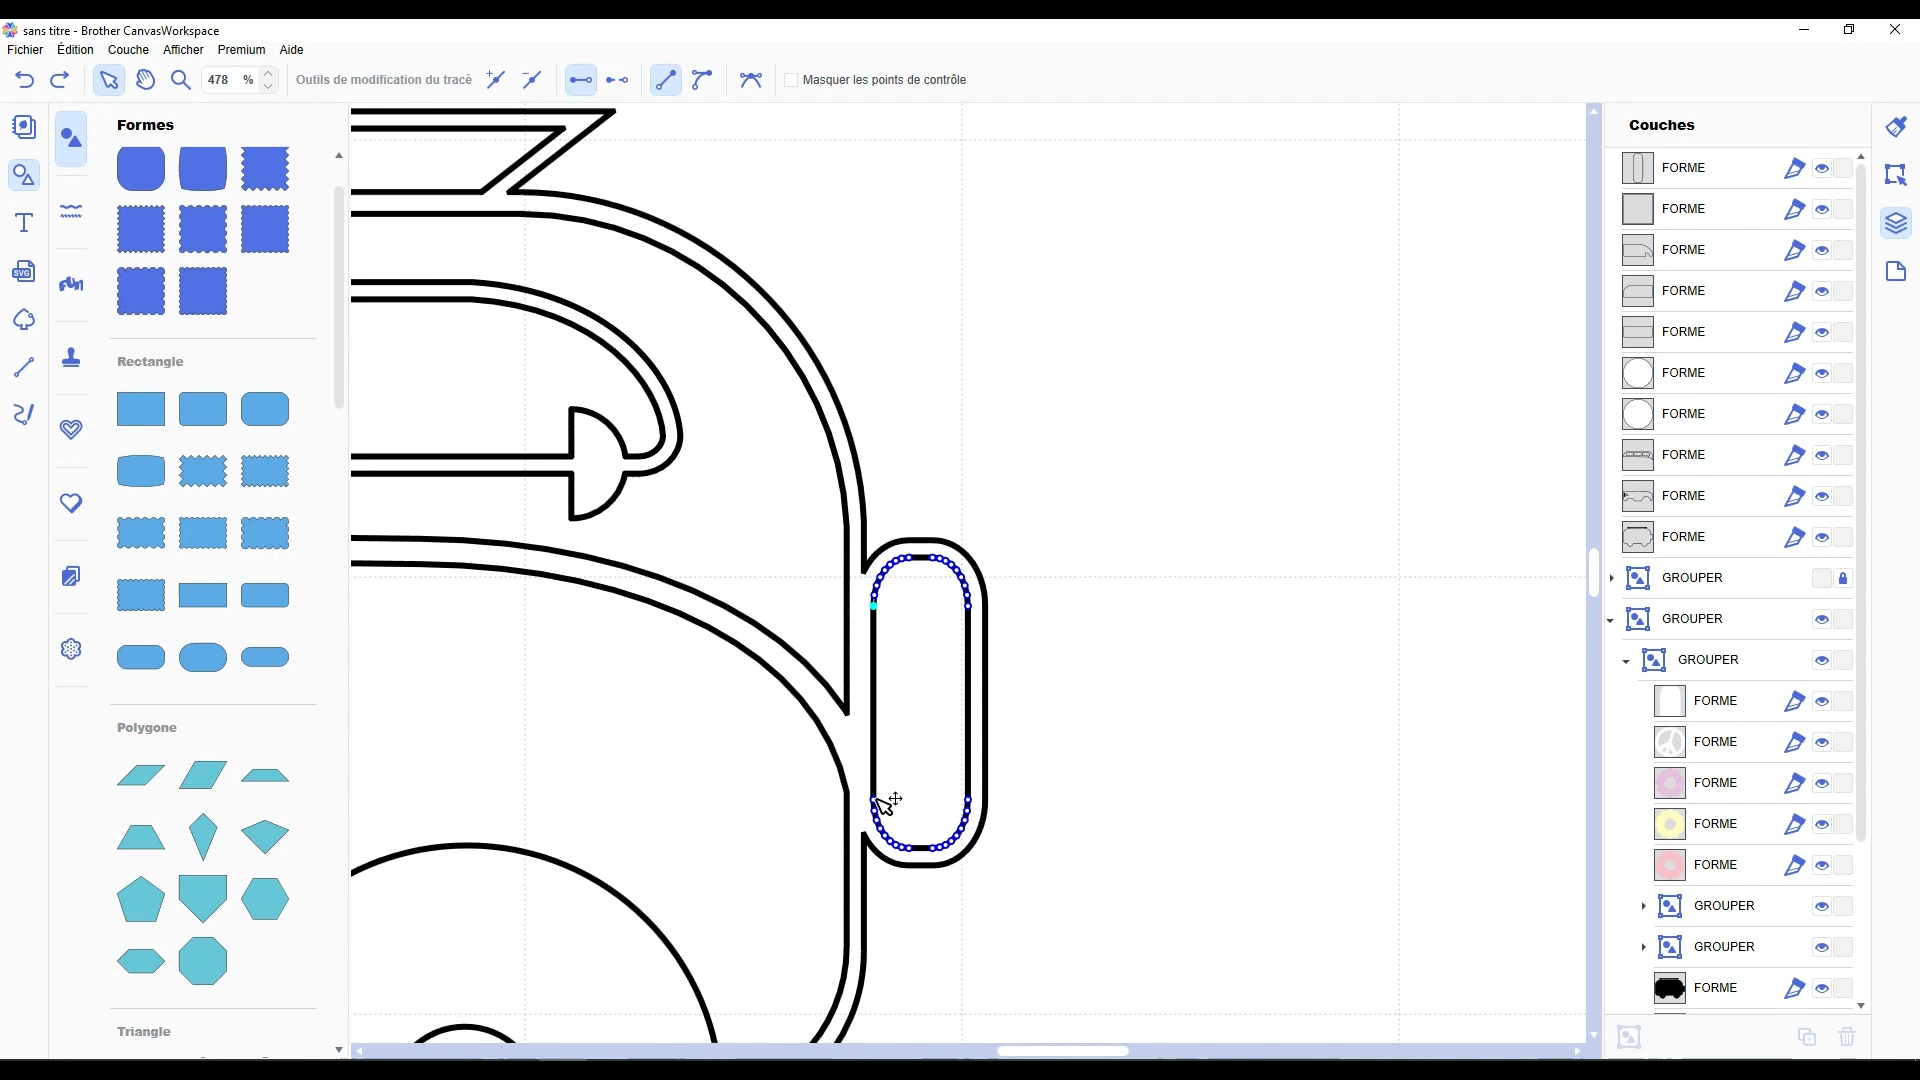 sans titre - Brother CanvasWorkspace
Fichier Édition Couche Afficher Premium Aide
478 % Outils de modification du tracé Masquer les points de contrôle
Formes
Rectangle
Polygone
Triangle
SVG
Fun
Couches
FORME
FORME
FORME
FORME
FORME
FORME
FORME
FORME
FORME
FORME
GROUPER
GROUPER
GROUPER
FORME
FORME
FORME
FORME
FORME
GROUPER
GROUPER
FORME